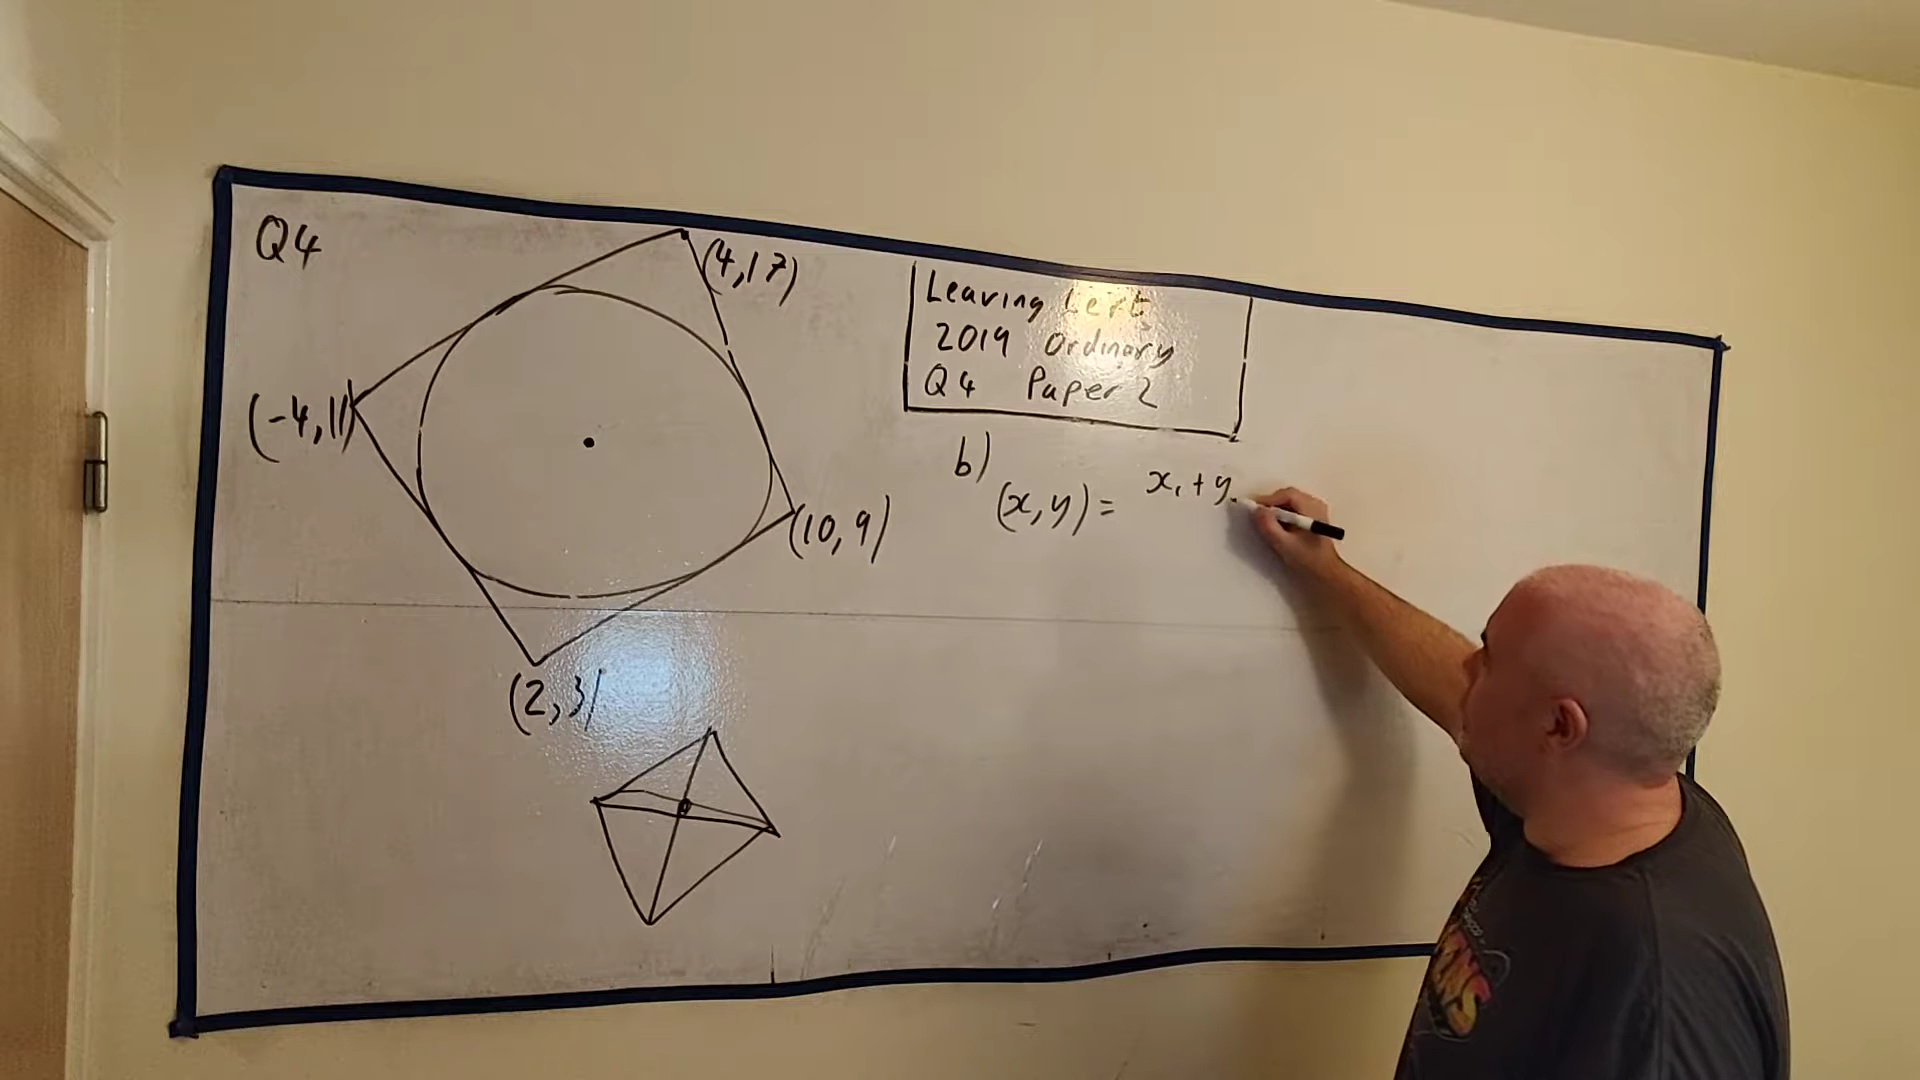 Q4
(4,17)
(-4,11)
(10,9)
(2,3)
Leaving Cert
2019 Ordinary
Q4 Paper 2
b)
(x,y) = x₁ + y